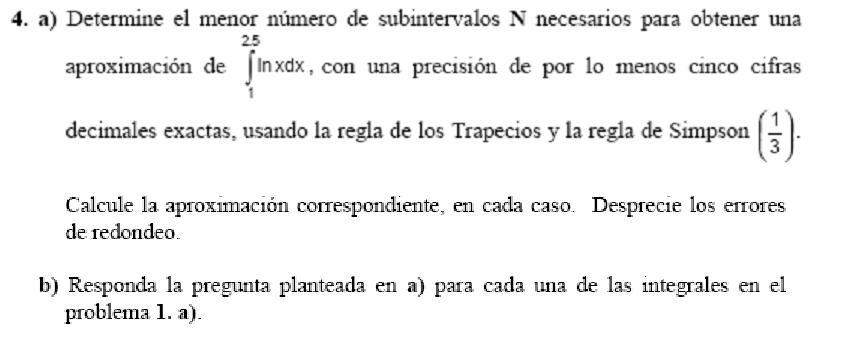 4. a) Determine el menor número de subintervalos N necesarios para obtener una
aproximación de ∫₁^25 ln xdx, con una precisión de por lo menos cinco cifras
decimales exactas, usando la regla de los Trapecios y la regla de Simpson (1/3).
Calcule la aproximación correspondiente, en cada caso. Desprecie los errores
de redondeo.
b) Responda la pregunta planteada en a) para cada una de las integrales en el
problema 1. a).